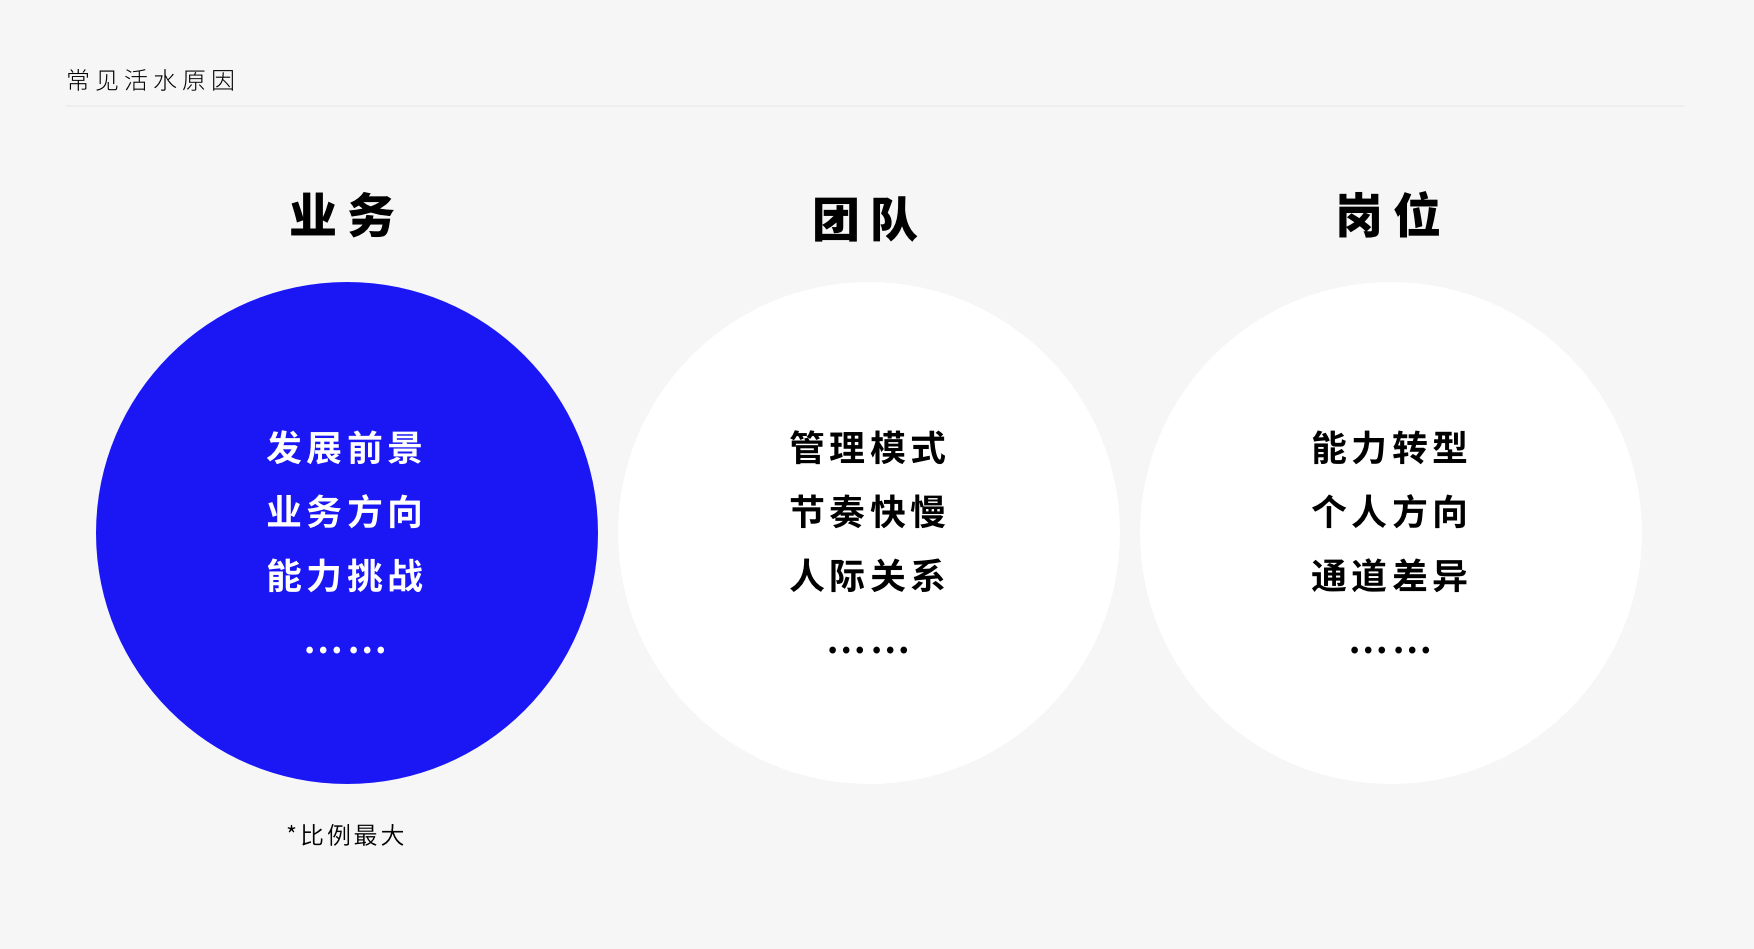 常见活水原因
业务
发展前景
业务方向
能力挑战
……
*比例最大
团队
管理模式
节奏快慢
人际关系
……
岗位
能力转型
个人方向
通道差异
……